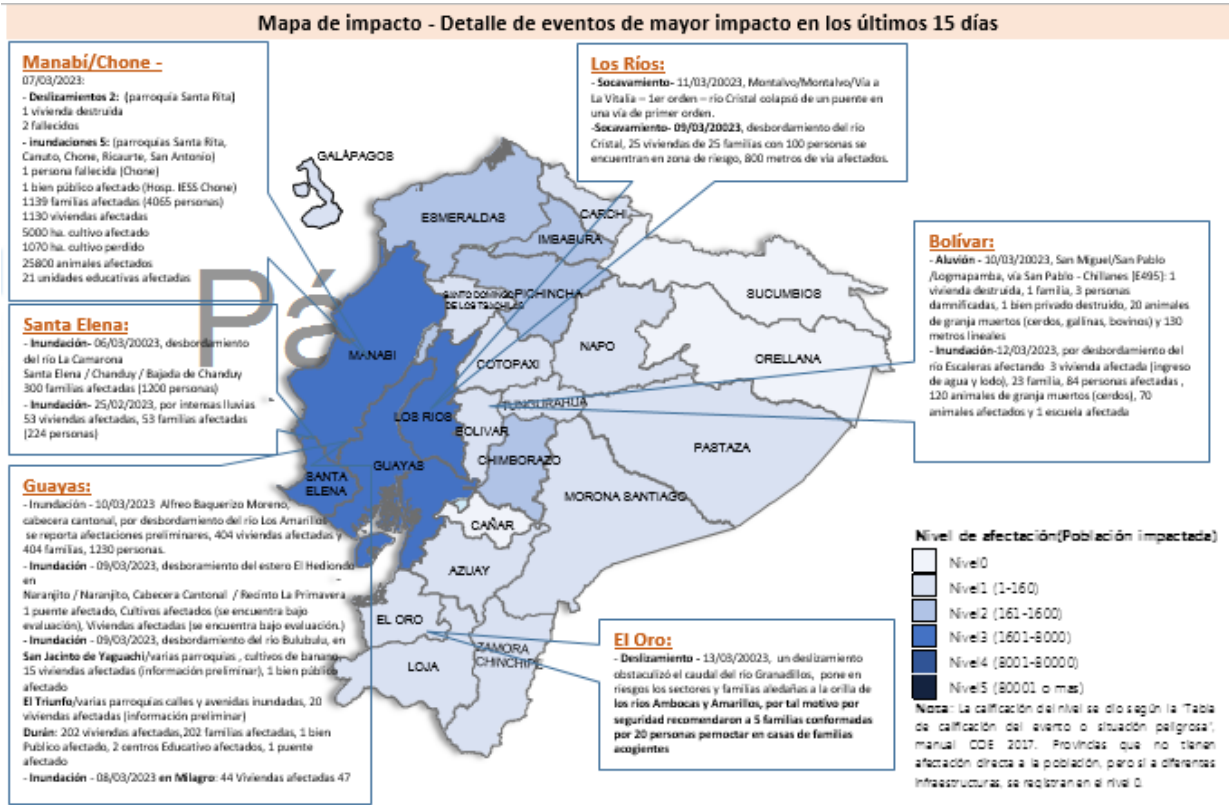 Mapa de impacto - Detalle de eventos de mayor impacto en los últimos 15 días
Manabí/Chone -
07/03/2023:
- Deslizamientos 2: (parroquia Santa Rita)
1 vivienda destruida
2 fallecidos
- inundaciones 5: (parroquias Santa Rita,
Canuto, Chone, Ricaurte, San Antonio)
1 persona fallecida (Chone)
1 bien público afectado (Hosp. IESS Chone)
1139 familias afectadas (4065 personas)
1130 viviendas afectadas
5000 ha. cultivo afectado
1070 ha. cultivo perdido
25800 animales afectados
21 unidades educativas afectadas
Santa Elena:
- Inundación- 06/03/20023, desbordamiento
del río La Camarona
Santa Elena / Chanduy / Bajada de Chanduy
300 familias afectadas (1200 personas)
- Inundación- 25/02/2023, por intensas lluvias
53 viviendas afectadas, 53 familias afectadas
(224 personas)
Guayas:
- Inundación - 10/03/2023 Alfreo Baquerizo Moreno,
cabecera cantonal, por desbordamiento del río Los Amarillos
se reporta afectaciones preliminares, 404 viviendas afectadas y
404 familias, 1230 personas.
- Inundación - 09/03/2023, desboramiento del estero El Hediondo
en
Naranjito / Naranjito, Cabecera Cantonal / Recinto La Primavera
1 puente afectado, Cultivos afectados (se encuentra bajo
evaluación), Viviendas afectadas (se encuentra bajo evaluación.)
- Inundación - 09/03/2023, desbordamiento del río Bulubulu, en
San Jacinto de Yaguachi/varias parroquias , cultivos de banano,
15 viviendas afectadas (información preliminar), 1 bien público
afectado
El Triunfo/varias parroquias calles y avenidas inundadas, 20
viviendas afectadas (información preliminar)
Durán: 202 viviendas afectadas,202 familias afectadas, 1 bien
Publico afectado, 2 centros Educativo afectados, 1 puente
afectado
- Inundación - 08/03/2023 en Milagro: 44 Viviendas afectadas 47
Los Ríos:
- Socavamiento- 11/03/20023, Montalvo/Montalvo/Vía a
La Vitalia – 1er orden – río Cristal colapsó de un puente en
una vía de primer orden.
-Socavamiento- 09/03/20023, desbordamiento del río
Cristal, 25 viviendas de 25 familias con 100 personas se
encuentran en zona de riesgo, 800 metros de vía afectados.
Bolívar:
- Aluvión - 10/03/20023, San Miguel/San Pablo
/Logmapamba, vía San Pablo - Chillanes [E495): 1
vivienda destruida, 1 familia, 3 personas
damnificadas, 1 bien privado destruido, 20 animales
de granja muertos (cerdos, gallinas, bovinos) y 130
metros lineales
- Inundación-12/03/2023, por desbordamiento del
río Escaleras afectando 3 vivienda afectada (ingreso
de agua y lodo), 23 familia, 84 personas afectadas ,
120 animales de granja muertos (cerdos), 70
animales afectados y 1 escuela afectada
El Oro:
- Deslizamiento - 13/03/20023, un deslizamiento
obstaculizó el caudal del río Granadillos, pone en
riesgos los sectores y familias aledañas a la orilla de
los rios Ambocas y Amarillos, por tal motivo por
seguridad recomendaron a 5 familias conformadas
por 20 personas pernoctar en casas de familias
acogientes
GALÁPAGOS
ESMERALDAS
CARCHI
IMBABURA
SANTO DOMINGO
DE LOS TSACHILAS
PICHINCHA
SUCUMBIOS
Pá
MANABI
COTOPAXI
NAPO
ORELLANA
LOS RIOS
TUNGURAHUA
BOLIVAR
PASTAZA
CHIMBORAZO
GUAYAS
SANTA
ELENA
MORONA SANTIAGO
CAÑAR
AZUAY
EL ORO
LOJA
ZAMORA
CHINCHIPE
Nivel de afectación(Población impactada)
Nivel0
Nivel1 (1-160)
Nivel2 (161-1600)
Nivel3 (1601-8000)
Nivel4 (8001-80000)
Nivel5 (80001 o mas)
Nota: La calificación del nivel se dio según la "Tabla
de calificación del evento o situación peligrosa",
manual COE 2017. Provincias que no tienen
afectación directa a la población, pero si a diferentes
infraestructuras, se registran en el nivel 0.